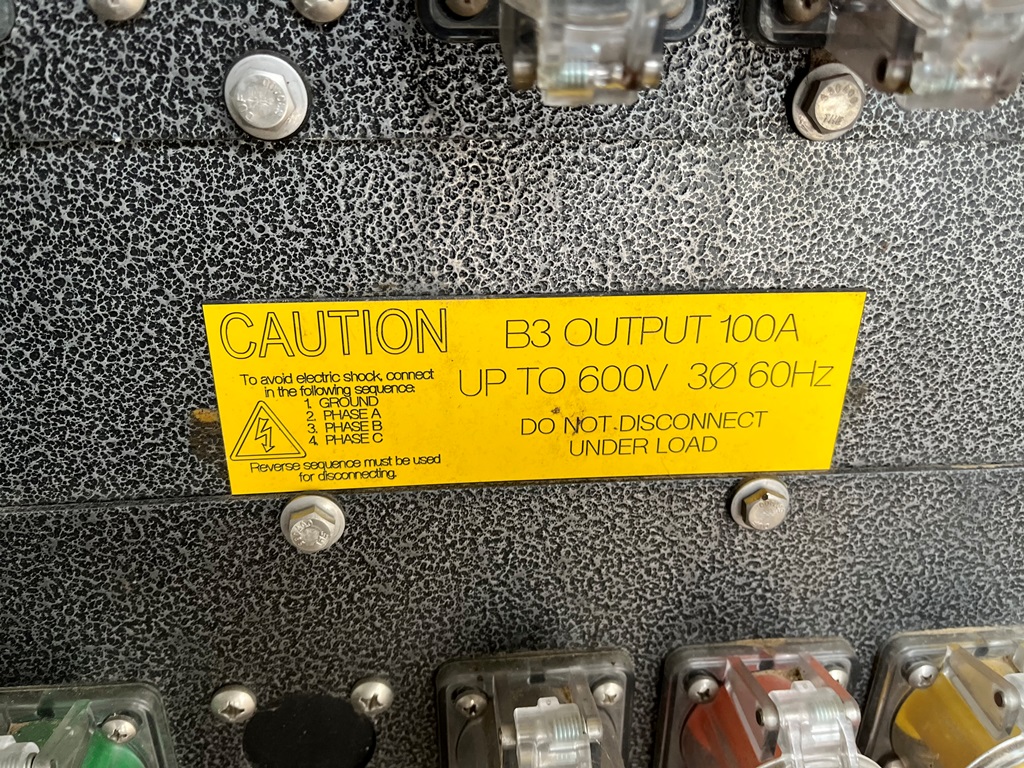 CAUTION
To avoid electric shock, connect
in the following sequence:
1. GROUND
2. PHASE A
3. PHASE B
4. PHASE C
Reverse sequence must be used
for disconnecting.
B3 OUTPUT 100A
UP TO 600V 3Ø 60Hz
DO NOT DISCONNECT
UNDER LOAD